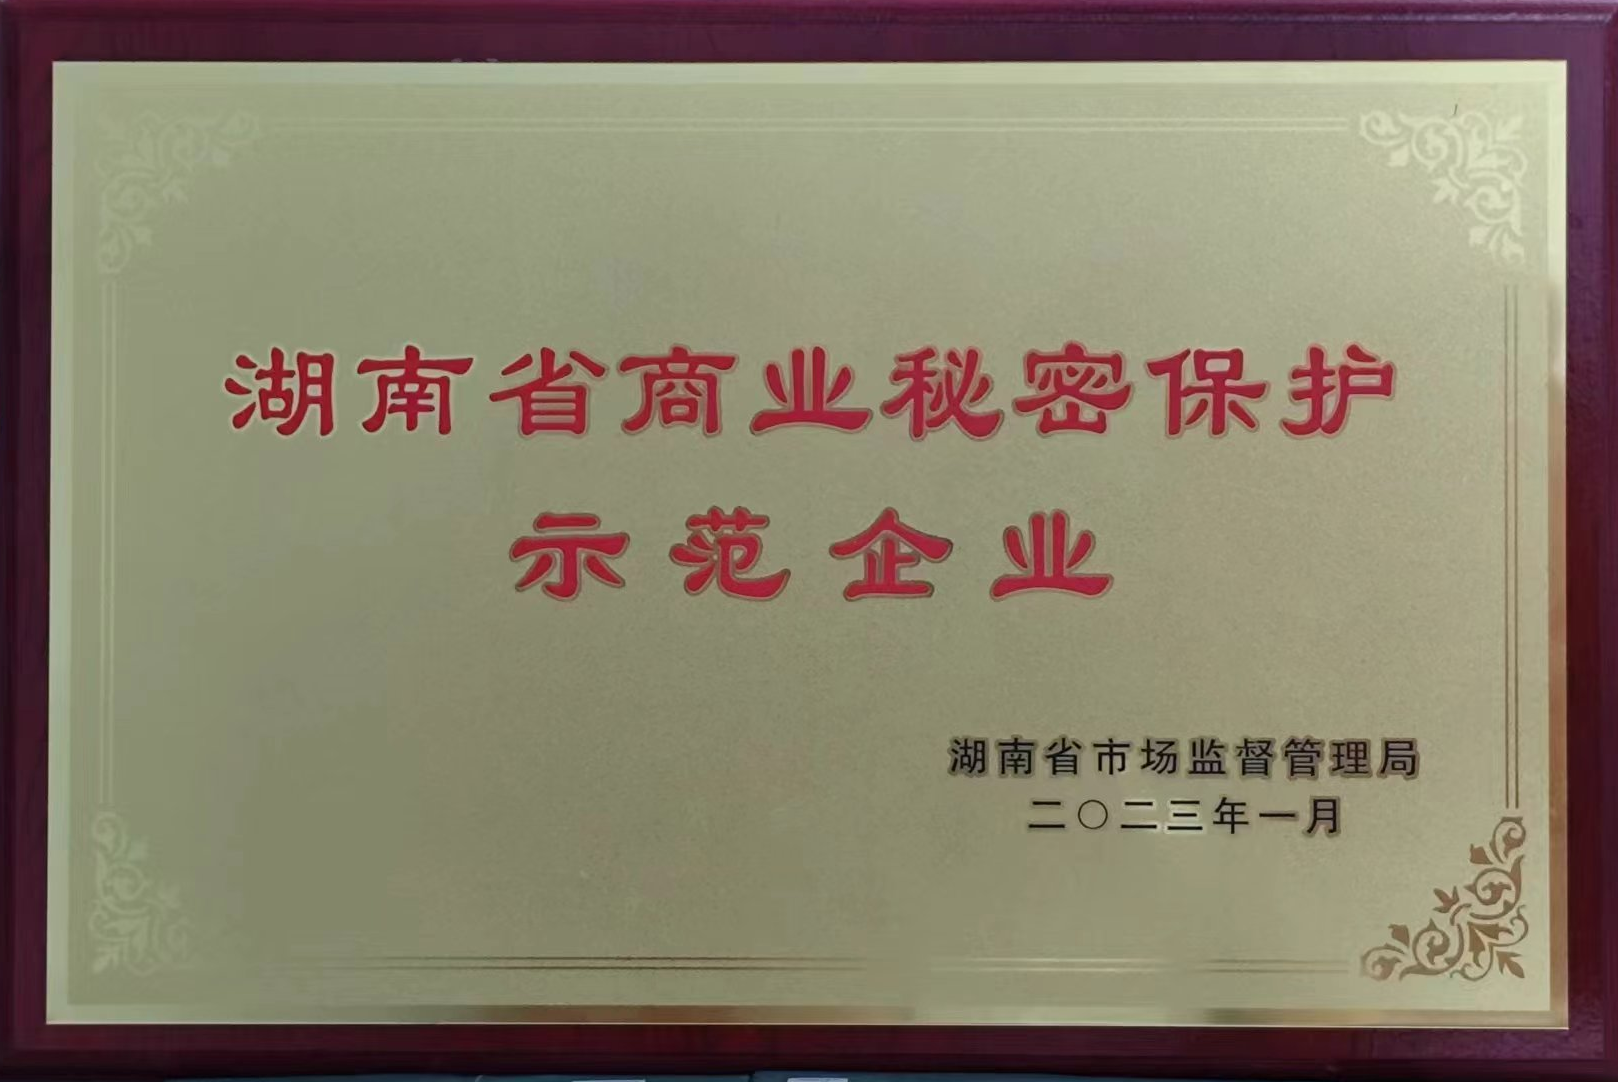 湖南省商业秘密保护
示范企业
湖南省市场监督管理局
二〇二三年一月